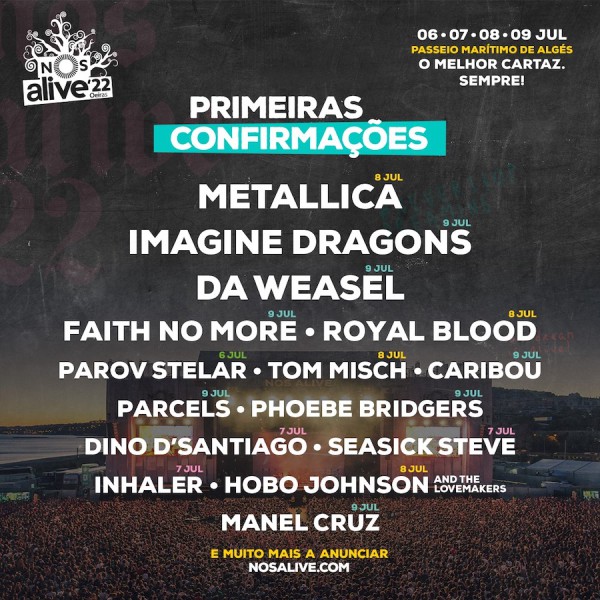 NOS
alive'22
Oeiras
06 • 07 • 08 • 09 JUL
PASSEIO MARÍTIMO DE ALGÉS
O MELHOR CARTAZ.
SEMPRE!
PRIMEIRAS
CONFIRMAÇÕES
8 JUL
METALLICA
9 JUL
IMAGINE DRAGONS
9 JUL
DA WEASEL
9 JUL 8 JUL
FAITH NO MORE • ROYAL BLOOD
6 JUL 8 JUL 9 JUL
PAROV STELAR • TOM MISCH • CARIBOU
9 JUL 9 JUL
PARCELS • PHOEBE BRIDGERS
7 JUL 7 JUL
DINO D'SANTIAGO • SEASICK STEVE
7 JUL 8 JUL
INHALER • HOBO JOHNSON AND THE LOVEMAKERS
9 JUL
MANEL CRUZ
E MUITO MAIS A ANUNCIAR
NOSALIVE.COM